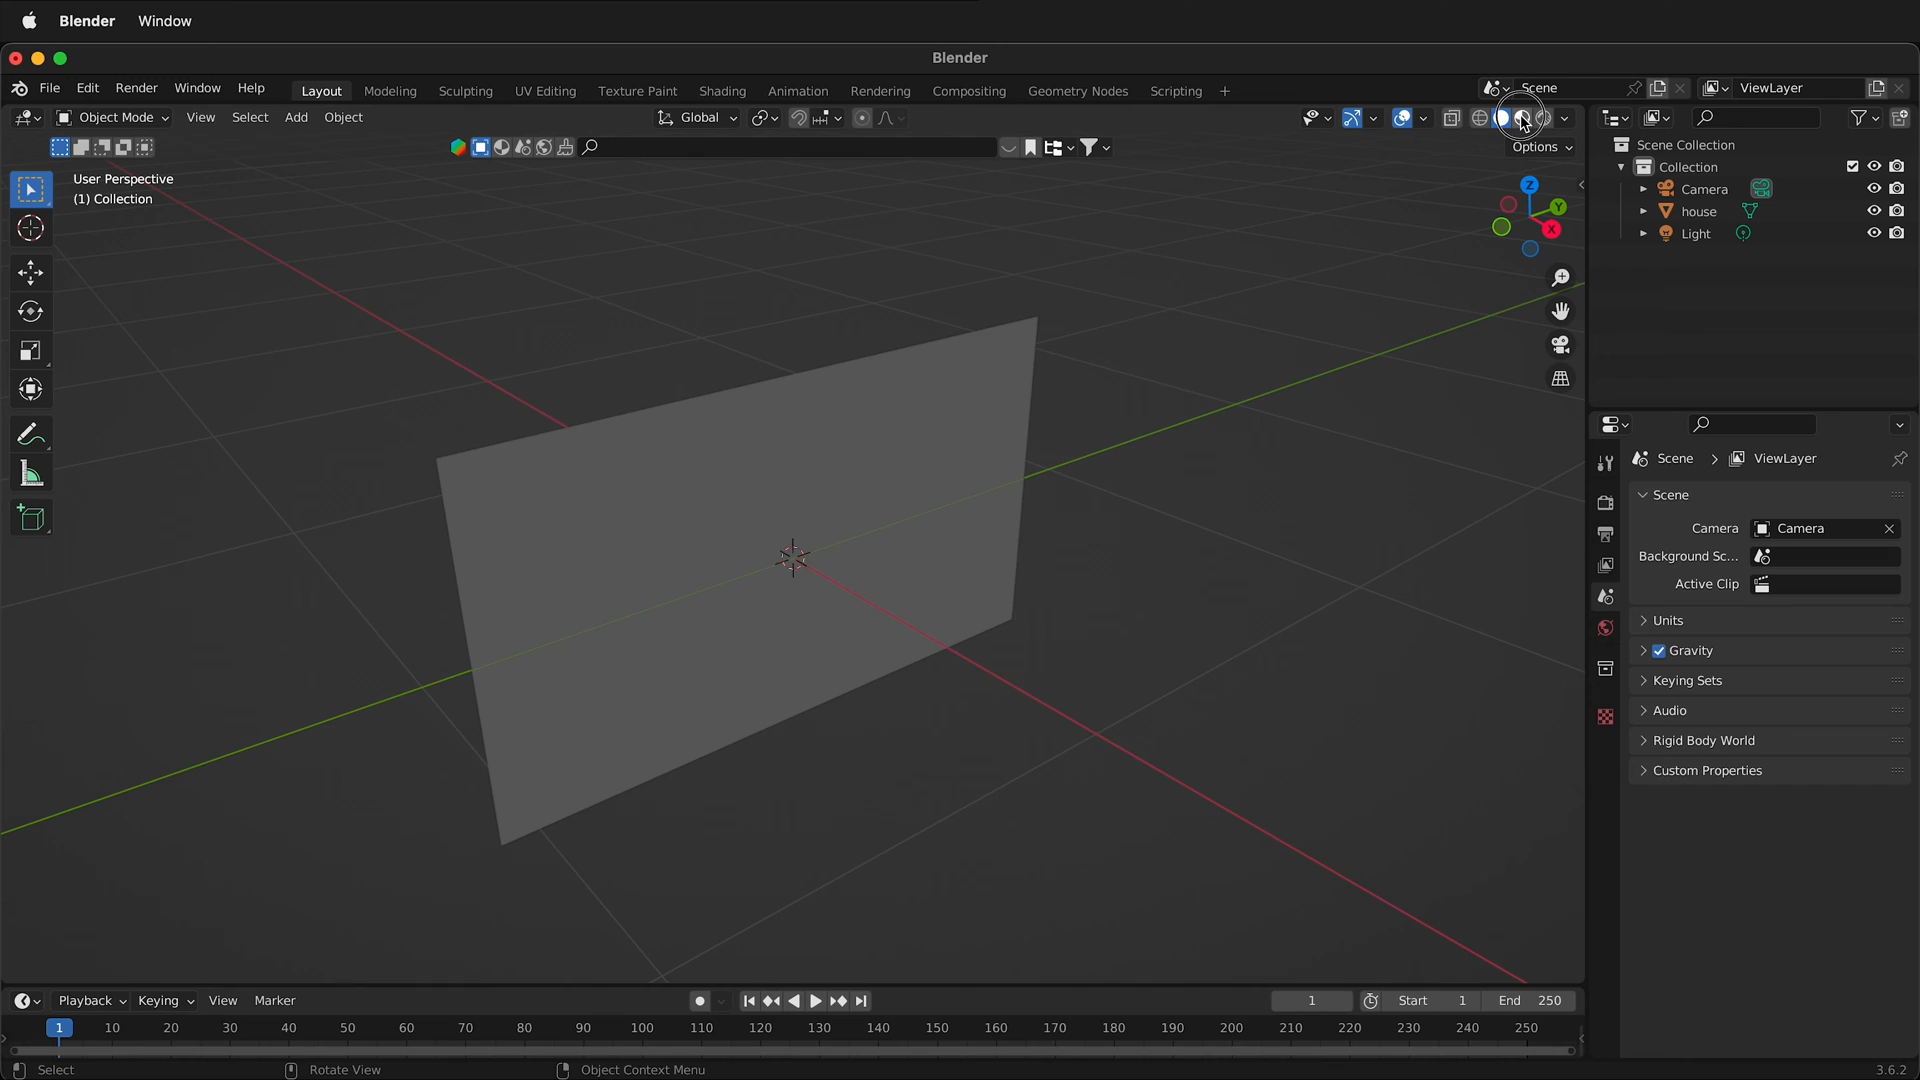 Blender Window
Blender
File Edit Render Window Help Layout Modeling Sculpting UV Editing Texture Paint Shading Animation Rendering Compositing Geometry Nodes Scripting + Scene ViewLayer
Object Mode View Select Add Object Global
Options
User Perspective
(1) Collection
Z
Y
X
Scene Collection
Collection
Camera
house
Light
Scene > ViewLayer
Scene
Camera Camera
Background Sc...
Active Clip
Units
Gravity
Keying Sets
Audio
Rigid Body World
Custom Properties
Playback Keying View Marker 1 Start 1 End 250
1 10 20 30 40 50 60 70 80 90 100 110 120 130 140 150 160 170 180 190 200 210 220 230 240 250
Select Rotate View Object Context Menu 3.6.2